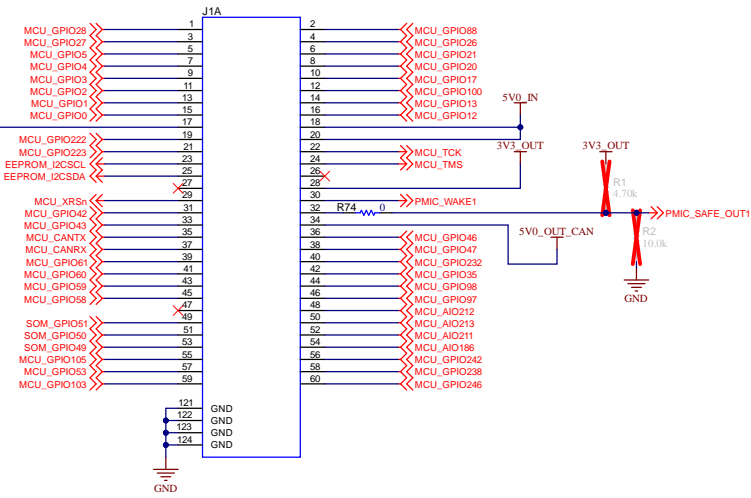 J1A
MCU_GPIO28 1 2 MCU_GPIO88
MCU_GPIO27 3 4 MCU_GPIO26
MCU_GPIO5 5 6 MCU_GPIO21
MCU_GPIO4 7 8 MCU_GPIO20
MCU_GPIO3 9 10 MCU_GPIO17
MCU_GPIO2 11 12 MCU_GPIO100
MCU_GPIO1 13 14 MCU_GPIO13 5V0_IN
MCU_GPIO0 15 16 MCU_GPIO12
17 18
MCU_GPIO222 19 20
3V3_OUT 3V3_OUT
MCU_GPIO223 21 22 MCU_TCK
EEPROM_I2CSCL 23 24 MCU_TMS
EEPROM_I2CSDA 25 26
27 28
R1
4.70k
MCU_XRSn 29 30 PMIC_WAKE1
MCU_GPIO42 31 32 R74 0 PMIC_SAFE_OUT1
MCU_GPIO43 33 34
5V0_OUT_CAN
R2
10.0k
MCU_CANTX 35 36 MCU_GPIO46
MCU_CANRX 37 38 MCU_GPIO47
MCU_GPIO61 39 40 MCU_GPIO232
MCU_GPIO60 41 42 MCU_GPIO35
MCU_GPIO59 43 44 MCU_GPIO98
MCU_GPIO58 45 46 MCU_GPIO97
GND
47 48 MCU_AIO212
SOM_GPIO51 49 50 MCU_AIO213
SOM_GPIO50 51 52 MCU_AIO211
SOM_GPIO49 53 54 MCU_AIO186
MCU_GPIO105 55 56 MCU_GPIO242
MCU_GPIO53 57 58 MCU_GPIO238
MCU_GPIO103 59 60 MCU_GPIO246
121 GND
122 GND
123 GND
124 GND
GND